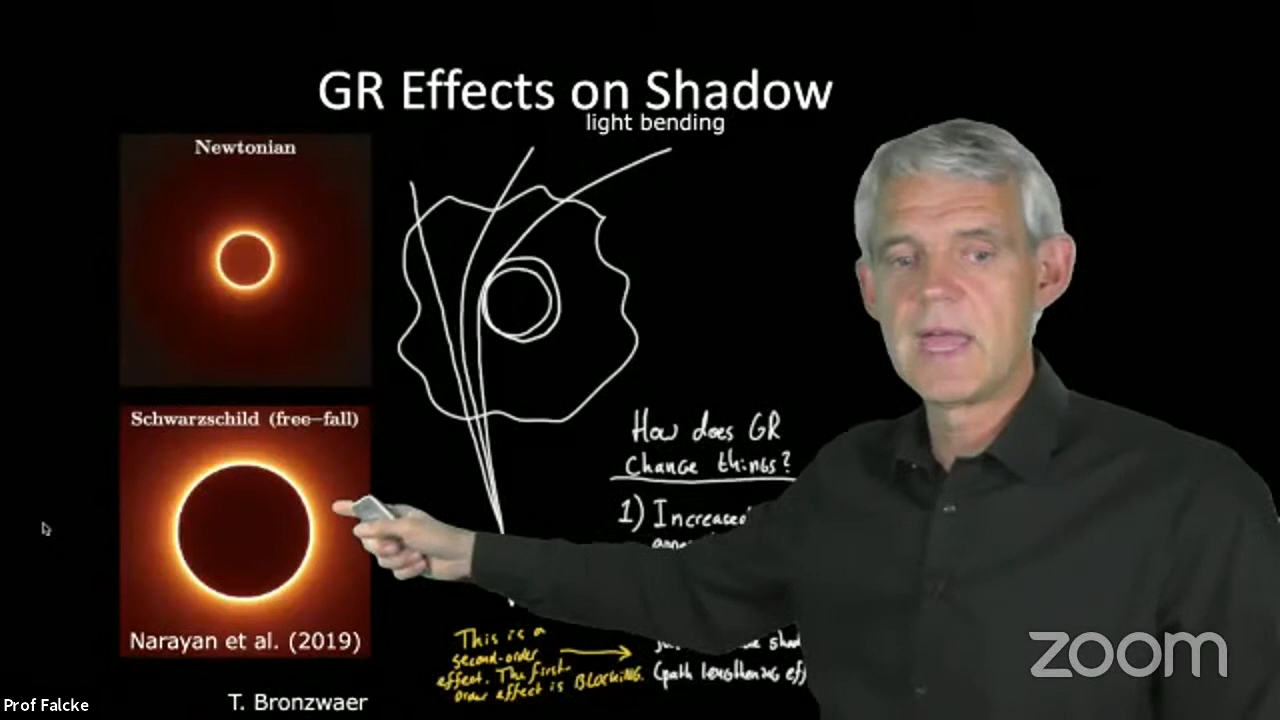 GR Effects on Shadow
light bending
Newtonian
Schwarzschild (free-fall)
Narayan et al. (2019)
T. Bronzwaer
How does GR
Change things?
1) Increased
This is a
second-order
effect. The first-
order effect is BLOCKING.
(path lengthening eff
zoom
Prof Falcke